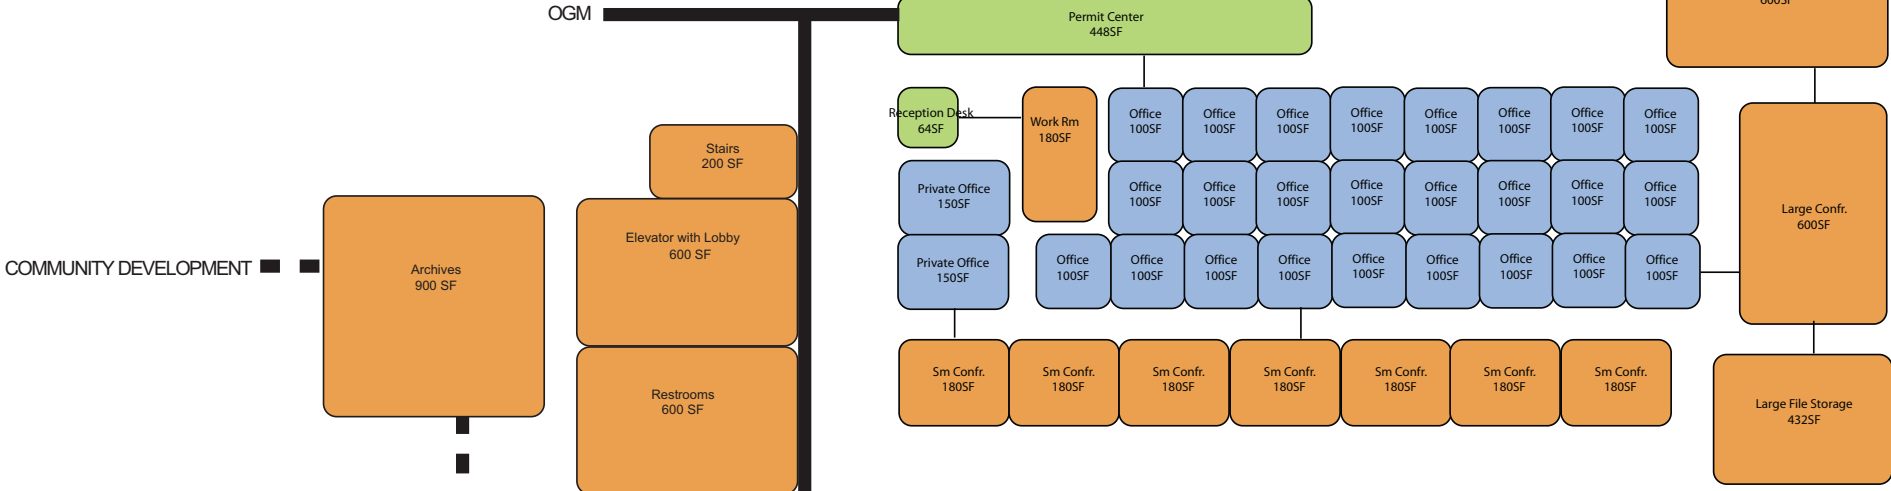 OGM
Permit Center
448SF
600SF
Reception Desk
64SF
Work Rm
180SF
Office
100SF
Office
100SF
Office
100SF
Office
100SF
Office
100SF
Office
100SF
Office
100SF
Office
100SF
Stairs
200 SF
Private Office
150SF
Office
100SF
Office
100SF
Office
100SF
Office
100SF
Office
100SF
Office
100SF
Office
100SF
Office
100SF
Large Confr.
600SF
Elevator with Lobby
600 SF
COMMUNITY DEVELOPMENT
Archives
900 SF
Private Office
150SF
Office
100SF
Office
100SF
Office
100SF
Office
100SF
Office
100SF
Office
100SF
Office
100SF
Office
100SF
Office
100SF
Restrooms
600 SF
Sm Confr.
180SF
Sm Confr.
180SF
Sm Confr.
180SF
Sm Confr.
180SF
Sm Confr.
180SF
Sm Confr.
180SF
Sm Confr.
180SF
Large File Storage
432SF